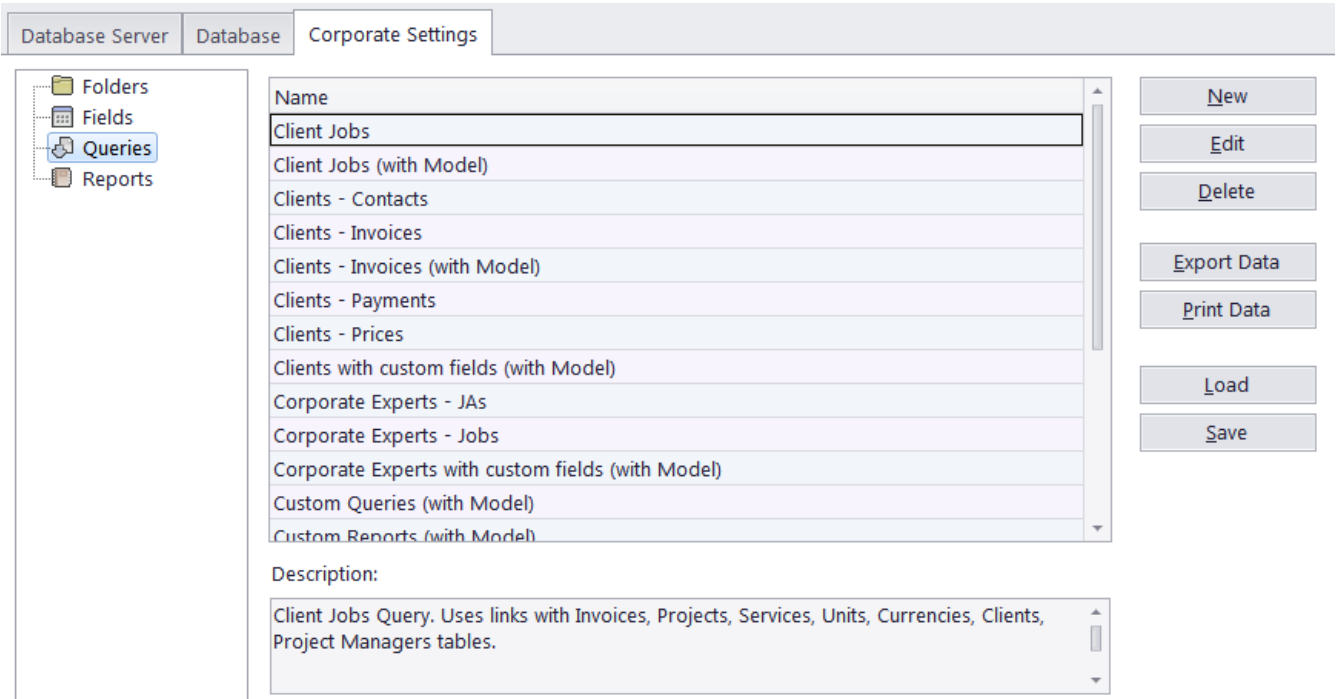 Database Server
Database
Corporate Settings
Folders
Fields
Queries
Reports
Name
Client Jobs
Client Jobs (with Model)
Clients - Contacts
Clients - Invoices
Clients - Invoices (with Model)
Clients - Payments
Clients - Prices
Clients with custom fields (with Model)
Corporate Experts - JAs
Corporate Experts - Jobs
Corporate Experts with custom fields (with Model)
Custom Queries (with Model)
Custom Reports (with Model)
New
Edit
Delete
Export Data
Print Data
Load
Save
Description:
Client Jobs Query. Uses links with Invoices, Projects, Services, Units, Currencies, Clients,
Project Managers tables.